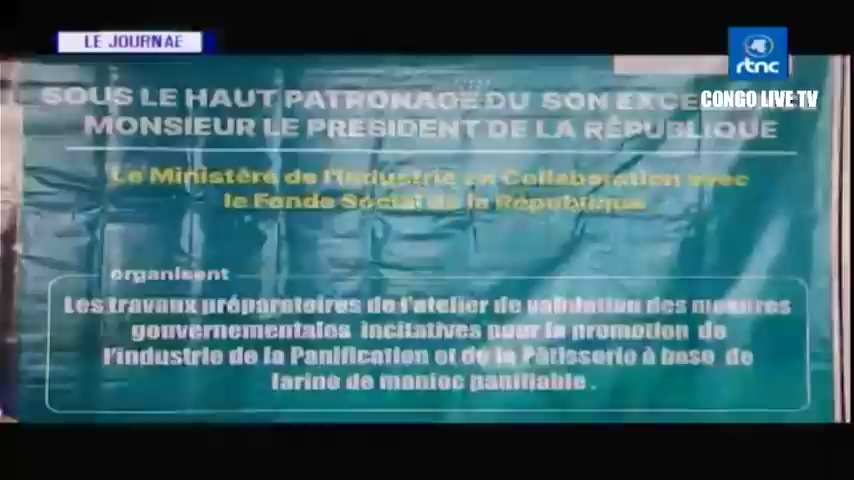 LE JOURNAE
rtnc
CONGO LIVE TV
SOUS LE HAUT PATRONAGE DU SON EXCE
MONSIEUR LE PRESIDENT DE LA RÉPUBLIQUE
Le Ministère de l'Industrie en Collaboration avec
le Fonds Social de la République
organisent
Les travaux préparatoires de l'atelier de validation des mesures
gouvernementales incitatives pour la promotion de
l'industrie de la Panification et de la Pâtisserie à base de
farine de manioc panifiable.